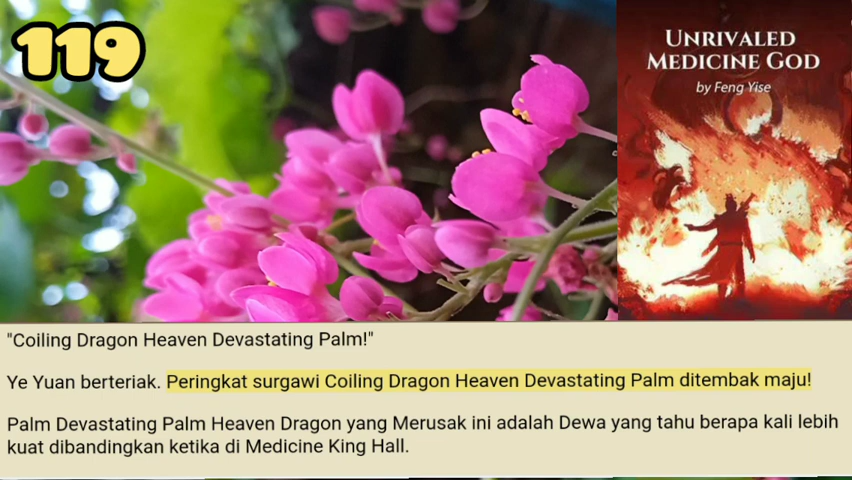 119
UNRIVALED
MEDICINE GOD
by Feng Yise
"Coiling Dragon Heaven Devastating Palm!"
Ye Yuan berteriak. Peringkat surgawi Coiling Dragon Heaven Devastating Palm ditembak maju!
Palm Devastating Palm Heaven Dragon yang Merusak ini adalah Dewa yang tahu berapa kali lebih
kuat dibandingkan ketika di Medicine King Hall.